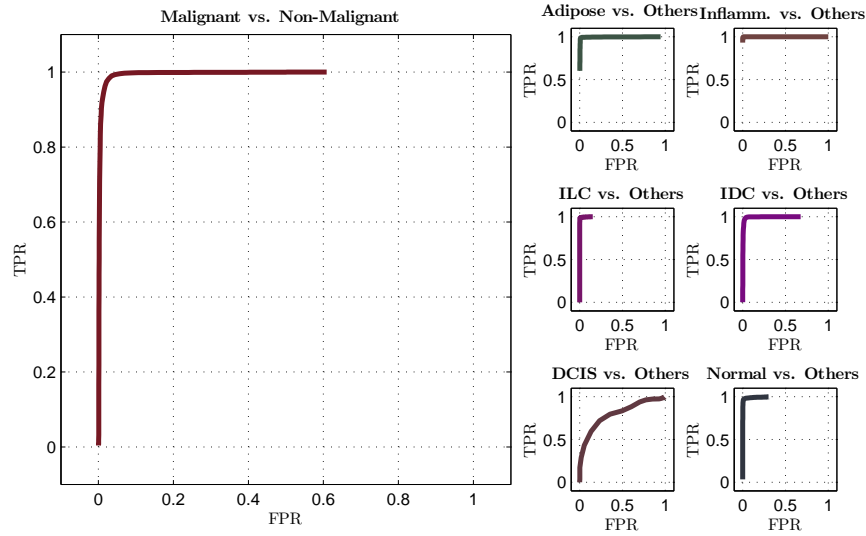 Malignant vs. Non-Malignant
1
0.8
0.6
0.4
0.2
0
TPR
0 0.2 0.4 0.6 0.8 1
FPR
Adipose vs. Others
1
0.5
0
TPR
0 0.5 1
FPR
Inflamm. vs. Others
1
0.5
0
TPR
0 0.5 1
FPR
ILC vs. Others
1
0.5
0
TPR
0 0.5 1
FPR
IDC vs. Others
1
0.5
0
TPR
0 0.5 1
FPR
DCIS vs. Others
1
0.5
0
TPR
0 0.5 1
FPR
Normal vs. Others
1
0.5
0
TPR
0 0.5 1
FPR